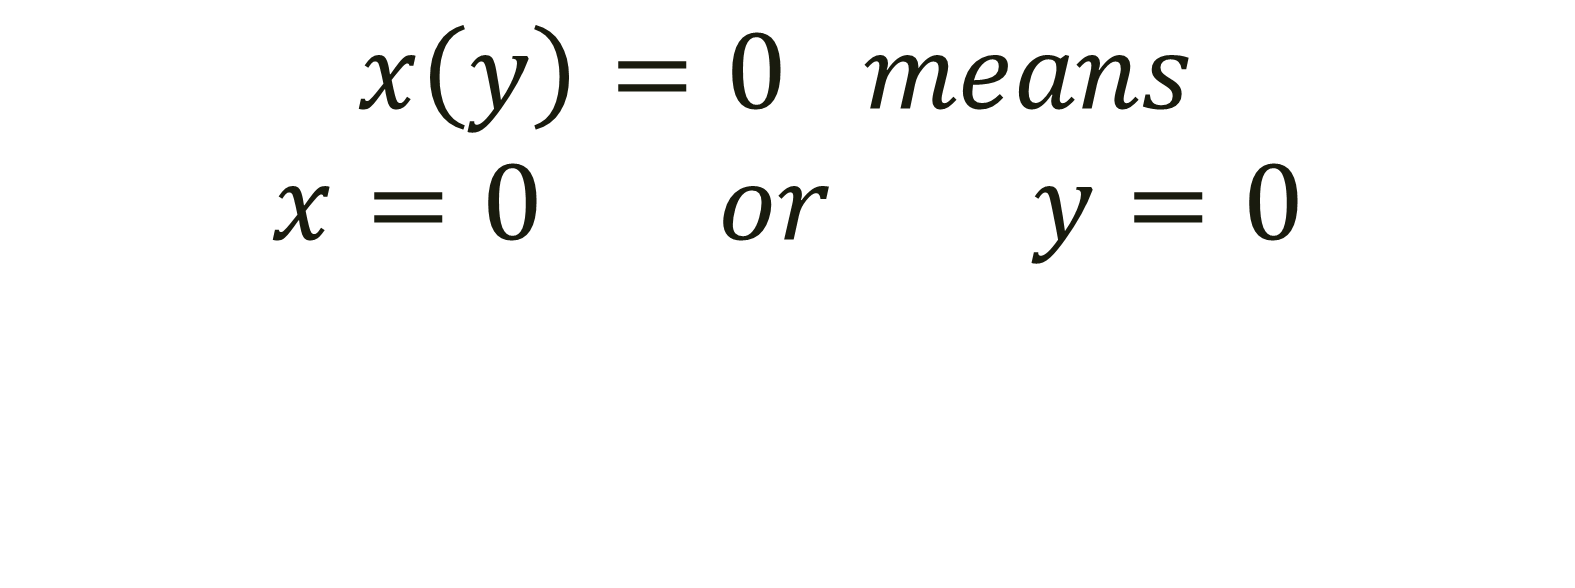 x(y) = 0 means
x = 0 or y = 0